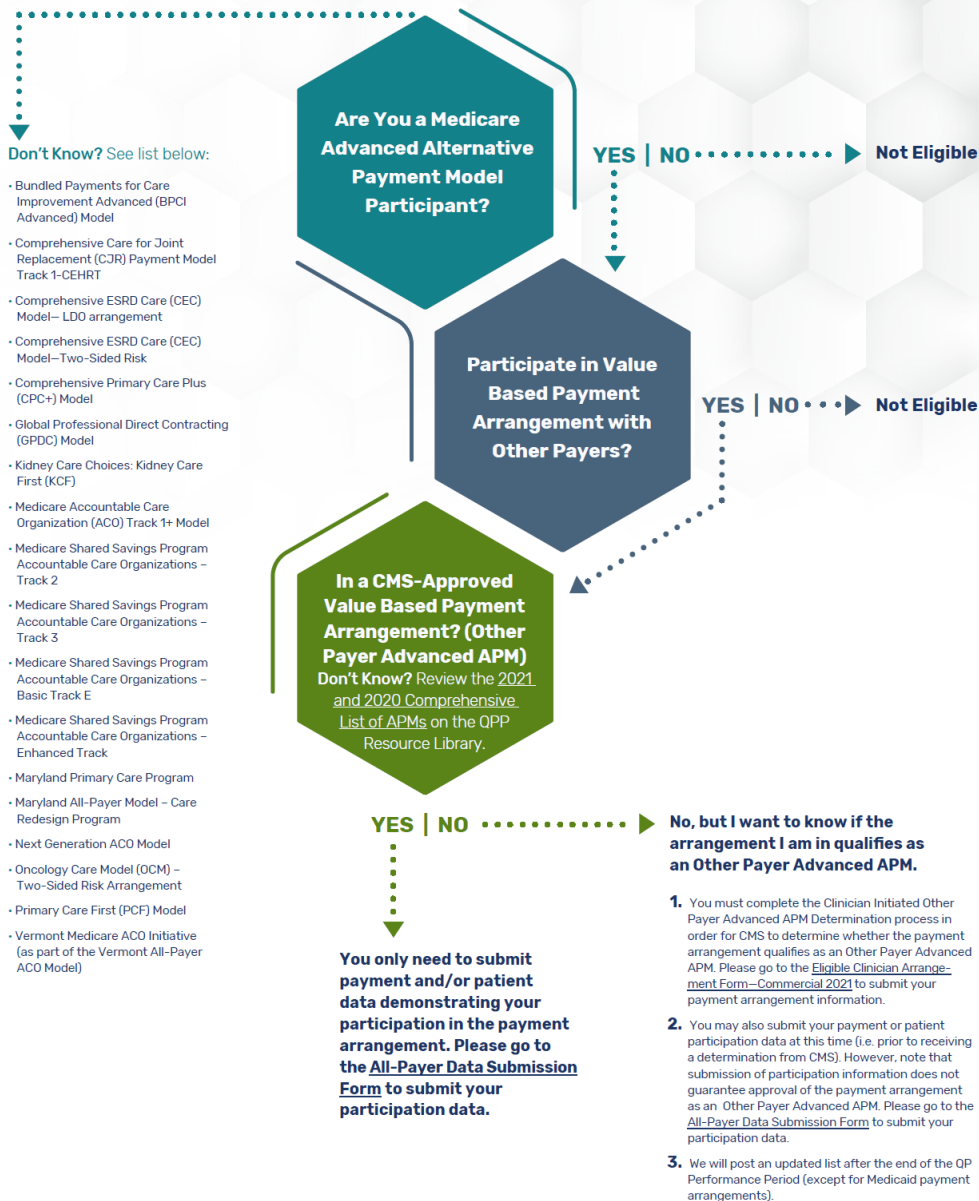 Are You a Medicare
Advanced Alternative
Payment Model
Participant?
YES | NO
Not Eligible
Don't Know? See list below:
• Bundled Payments for Care
Improvement Advanced (BPCI
Advanced) Model
• Comprehensive Care for Joint
Replacement (CJR) Payment Model
Track 1-CEHRT
• Comprehensive ESRD Care (CEC)
Model— LDO arrangement
• Comprehensive ESRD Care (CEC)
Model—Two-Sided Risk
• Comprehensive Primary Care Plus
(CPC+) Model
• Global Professional Direct Contracting
(GPDC) Model
• Kidney Care Choices: Kidney Care
First (KCF)
• Medicare Accountable Care
Organization (ACO) Track 1+ Model
• Medicare Shared Savings Program
Accountable Care Organizations –
Track 2
• Medicare Shared Savings Program
Accountable Care Organizations –
Track 3
• Medicare Shared Savings Program
Accountable Care Organizations –
Basic Track E
• Medicare Shared Savings Program
Accountable Care Organizations –
Enhanced Track
• Maryland Primary Care Program
• Maryland All-Payer Model – Care
Redesign Program
• Next Generation ACO Model
• Oncology Care Model (OCM) –
Two-Sided Risk Arrangement
• Primary Care First (PCF) Model
• Vermont Medicare ACO Initiative
(as part of the Vermont All-Payer
ACO Model)
Participate in Value
Based Payment
Arrangement with
Other Payers?
YES | NO
Not Eligible
In a CMS-Approved
Value Based Payment
Arrangement? (Other
Payer Advanced APM)
Don't Know? Review the 2021
and 2020 Comprehensive
List of APMs on the QPP
Resource Library.
YES | NO
You only need to submit
payment and/or patient
data demonstrating your
participation in the payment
arrangement. Please go to
the All-Payer Data Submission
Form to submit your
participation data.
No, but I want to know if the
arrangement I am in qualifies as
an Other Payer Advanced APM.
1. You must complete the Clinician Initiated Other
Payer Advanced APM Determination process in
order for CMS to determine whether the payment
arrangement qualifies as an Other Payer Advanced
APM. Please go to the Eligible Clinician Arrange-
ment Form—Commercial 2021 to submit your
payment arrangement information.
2. You may also submit your payment or patient
participation data at this time (i.e. prior to receiving
a determination from CMS). However, note that
submission of participation information does not
guarantee approval of the payment arrangement
as an Other Payer Advanced APM. Please go to the
All-Payer Data Submission Form to submit your
participation data.
3. We will post an updated list after the end of the QP
Performance Period (except for Medicaid payment
arrangements).